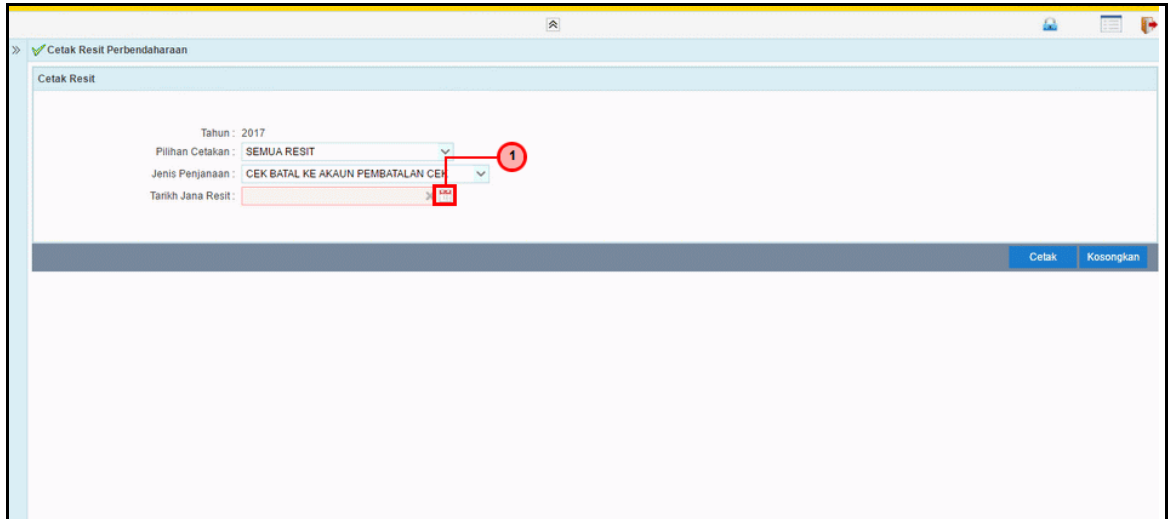 Cetak Resit Perbendaharaan
Cetak Resit
Tahun : 2017
Pilihan Cetakan : SEMUA RESIT
1
Jenis Penjanaan : CEK BATAL KE AKAUN PEMBATALAN CEK
Tarikh Jana Resit :
Cetak Kosongkan